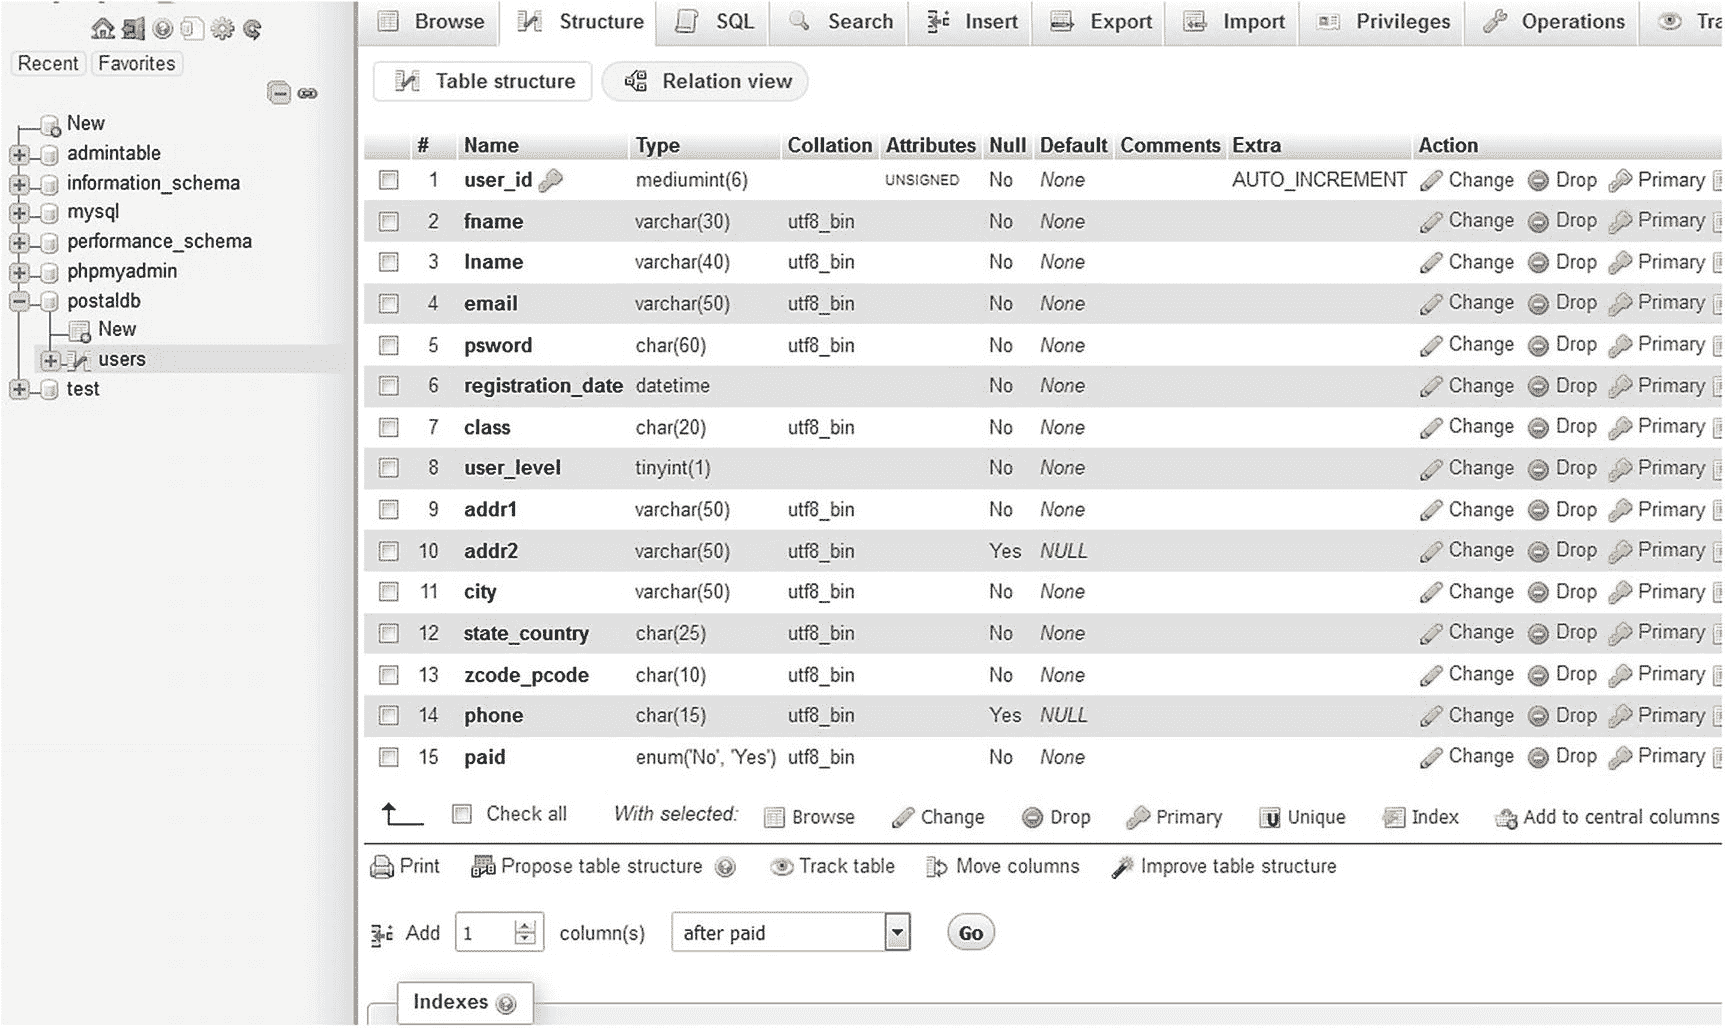 Browse Structure SQL Search Insert Export Import Privileges Operations
Recent Favorites
Table structure Relation view
New
admintable
information_schema
mysql
performance_schema
phpmyadmin
postaldb
New
users
test
# Name Type Collation Attributes Null Default Comments Extra Action
1 user_id mediumint(6) UNSIGNED No None AUTO_INCREMENT Change Drop Primary
2 fname varchar(30) utf8_bin No None Change Drop Primary
3 lname varchar(40) utf8_bin No None Change Drop Primary
4 email varchar(50) utf8_bin No None Change Drop Primary
5 psword char(60) utf8_bin No None Change Drop Primary
6 registration_date datetime No None Change Drop Primary
7 class char(20) utf8_bin No None Change Drop Primary
8 user_level tinyint(1) No None Change Drop Primary
9 addr1 varchar(50) utf8_bin No None Change Drop Primary
10 addr2 varchar(50) utf8_bin Yes NULL Change Drop Primary
11 city varchar(50) utf8_bin No None Change Drop Primary
12 state_country char(25) utf8_bin No None Change Drop Primary
13 zcode_pcode char(10) utf8_bin No None Change Drop Primary
14 phone char(15) utf8_bin Yes NULL Change Drop Primary
15 paid enum('No', 'Yes') utf8_bin No None Change Drop Primary
Check all With selected: Browse Change Drop Primary Unique Index Add to central columns
Print Propose table structure Track table Move columns Improve table structure
Add 1 column(s) after paid Go
Indexes